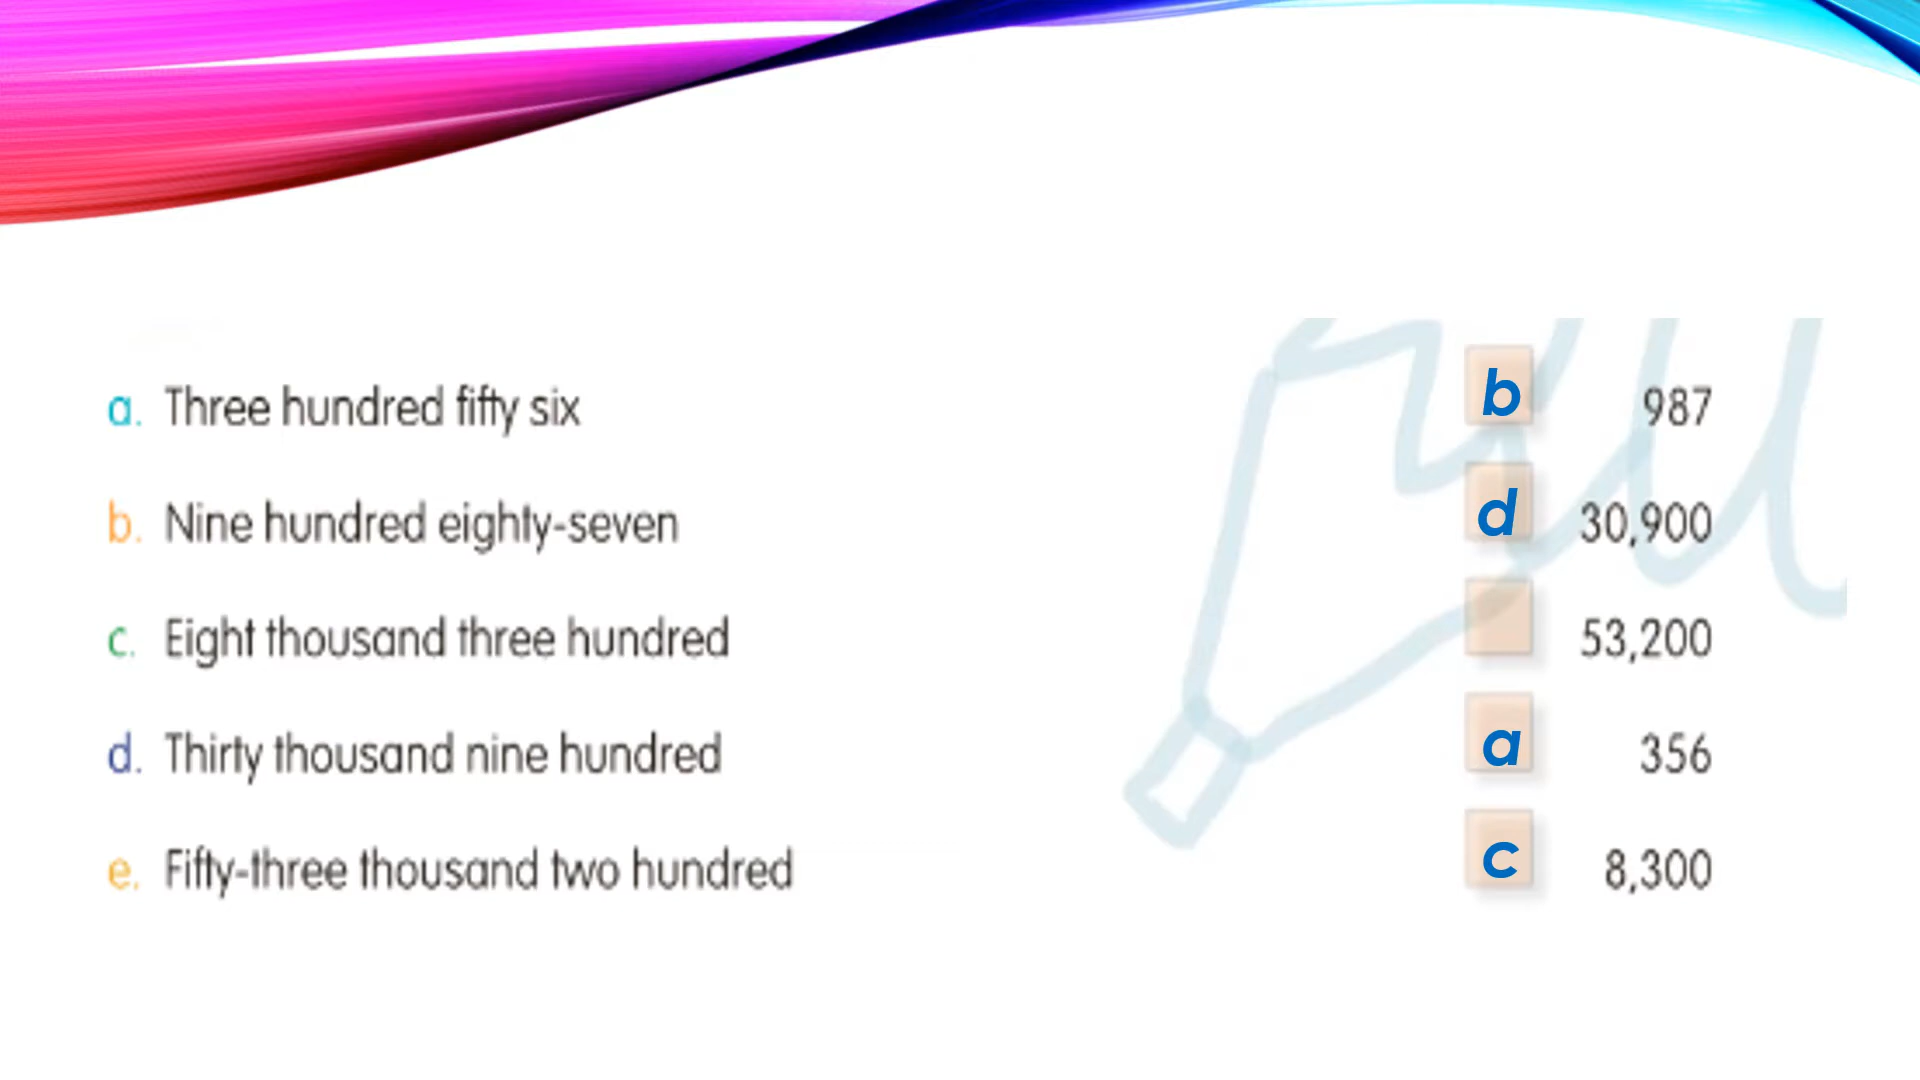 a. Three hundred fifty six b 987
b. Nine hundred eighty-seven d 30,900
c. Eight thousand three hundred 53,200
d. Thirty thousand nine hundred a 356
e. Fifty-three thousand two hundred c 8,300